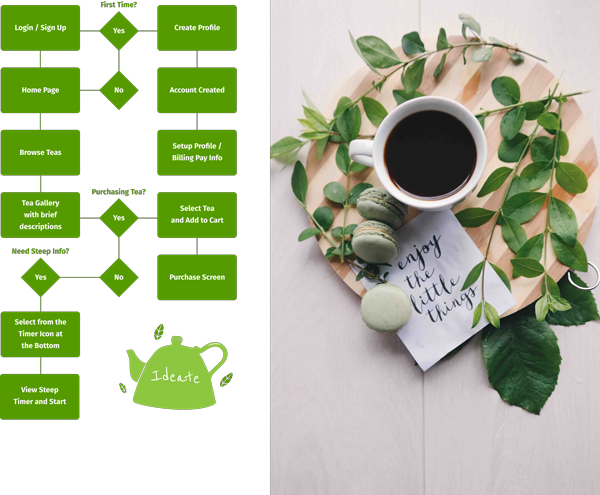 First Time?
Login / Sign Up
Yes
Create Profile
Home Page
No
Account Created
Browse Teas
Setup Profile /
Billing Pay Info
Purchasing Tea?
Tea Gallery
with brief
descriptions
Yes
Select Tea
and Add to Cart
Need Steep Info?
Yes
No
Purchase Screen
Select from the
Timer Icon at
the Bottom
View Steep
Timer and Start
Ideate
enjoy
the
little
things